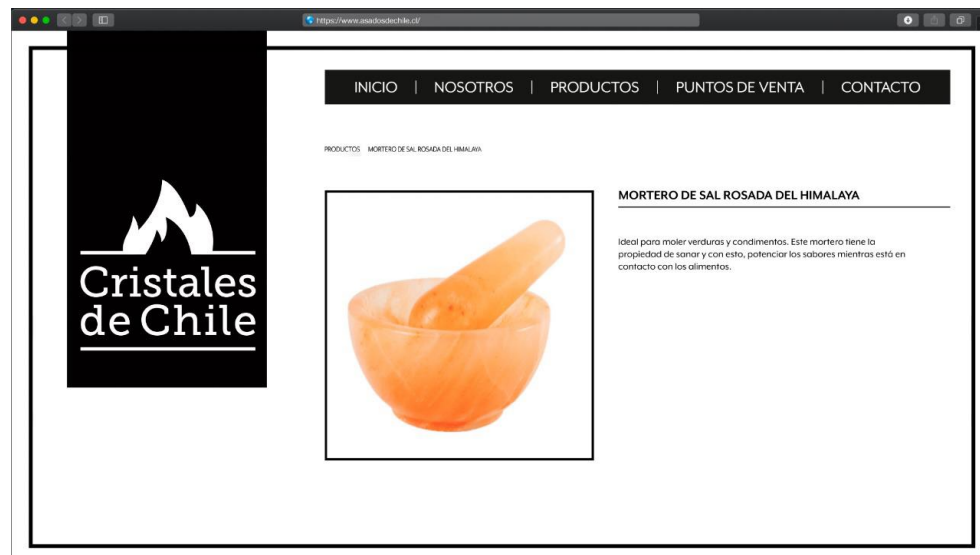 https://www.asadosdechile.cl/
INICIO | NOSOTROS | PRODUCTOS | PUNTOS DE VENTA | CONTACTO
PRODUCTOS MORTERO DE SAL ROSADA DEL HIMALAYA
Cristales
de Chile
MORTERO DE SAL ROSADA DEL HIMALAYA
Ideal para moler verduras y condimentos. Este mortero tiene la
propiedad de sanar y con esto, potenciar los sabores mientras está en
contacto con los alimentos.